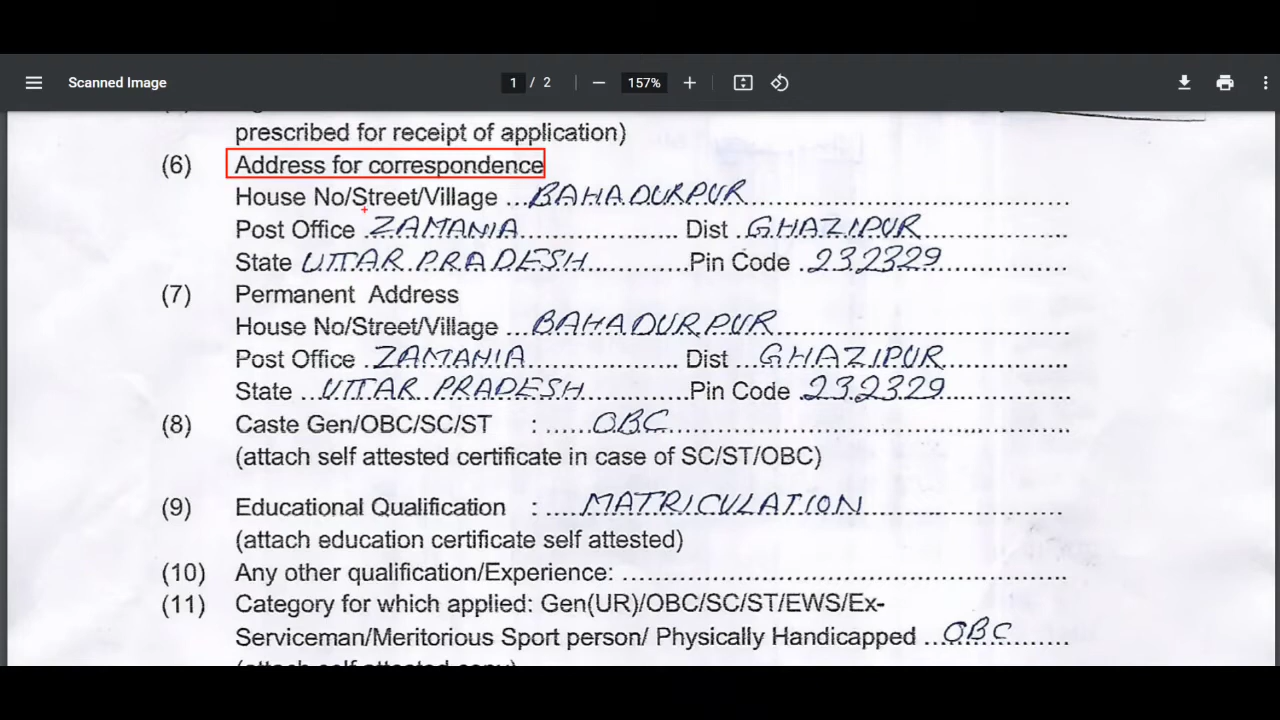 Scanned Image
1 / 2
157%
prescribed for receipt of application)
(6) Address for correspondence
House No/Street/Village ...BAHADURPUR
Post Office ZAMANIA Dist GHAZIPUR
State UTTAR PRADESH Pin Code 232329
(7) Permanent Address
House No/Street/Village ...BAHADURPUR
Post Office ZAMANIA Dist GHAZIPUR
State UTTAR PRADESH Pin Code 232329
(8) Caste Gen/OBC/SC/ST : OBC
(attach self attested certificate in case of SC/ST/OBC)
(9) Educational Qualification : MATRICULATION
(attach education certificate self attested)
(10) Any other qualification/Experience:
(11) Category for which applied: Gen(UR)/OBC/SC/ST/EWS/Ex-
Serviceman/Meritorious Sport person/ Physically Handicapped OBC